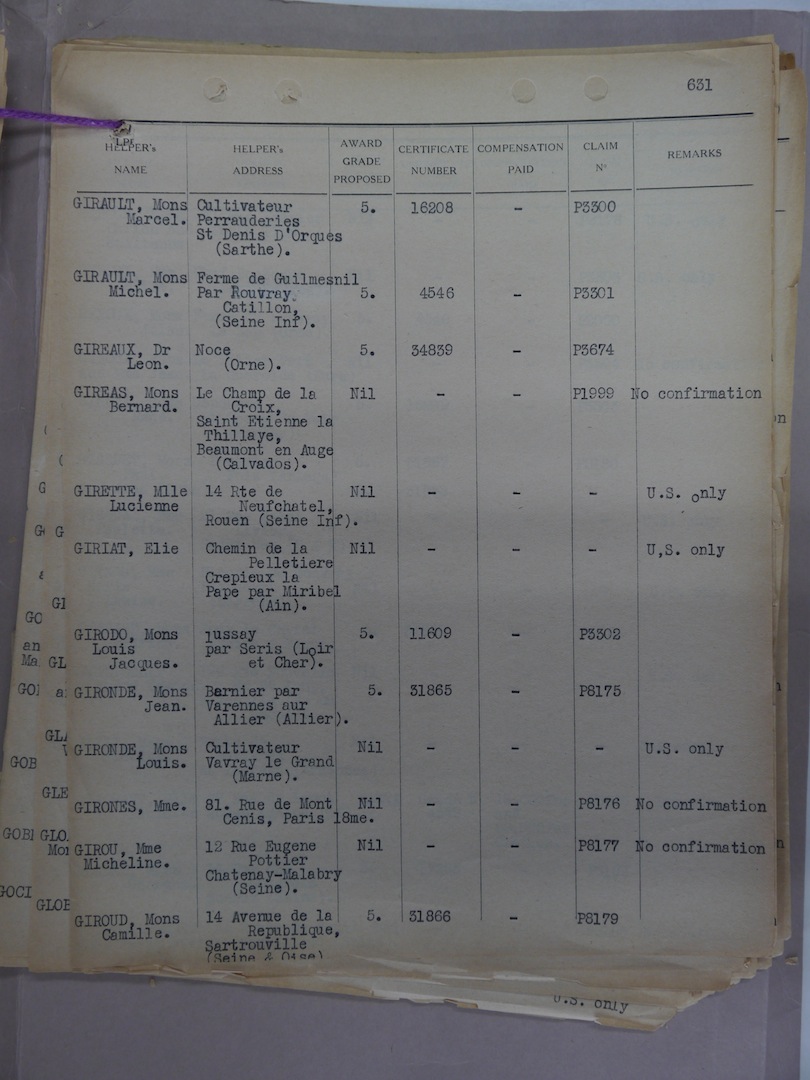 631
HELPER's NAME HELPER's ADDRESS AWARD GRADE PROPOSED CERTIFICATE NUMBER COMPENSATION PAID CLAIM Nº REMARKS
GIRAULT, Mons Cultivateur 5. 16208 - P3300
Marcel. Perrauderies
St Denis D'Orques
(Sarthe).
GIRAULT, Mons Ferme de Guilmesnil
Michel. Par Rouvray. 5. 4546 - P3301
Catillon,
(Seine Inf).
GIREAUX, Dr Noce 5. 34839 - P3674
Leon. (Orne).
GIREAS, Mons Le Champ de la Nil - - P1999 No confirmation
Bernard. Croix,
Saint Etienne la
Thillaye,
Beaumont en Auge
(Calvados).
GIRETTE, Mlle 14 Rte de Nil - - - U.S. only
Lucienne Neufchatel,
Rouen (Seine Inf).
GIRIAT, Elie Chemin de la Nil - - - U,S. only
Pelletiere
Crepieux la
Pape par Miribel
(Ain).
GIRODO, Mons Jussay 5. 11609 - P3302
Louis par Seris (Loir
Jacques. et Cher).
GIRONDE, Mons Bernier par 5. 31865 - P8175
Jean. Varennes aur
Allier (Allier).
GIRONDE, Mons Cultivateur Nil - - - U.S. only
Louis. Vavray le Grand
(Marne).
GIRONES, Mme. 81. Rue de Mont Nil - - P8176 No confirmation
Cenis, Paris 18me.
GIROU, Mme 12 Rue Eugene Nil - - P8177 No confirmation
Micheline. Pottier
Chatenay-Malabry
(Seine).
GIROUD, Mons 14 Avenue de la 5. 31866 - P8179
Camille. Republique,
Sartrouville
(Seine & Oise)
U.S. only